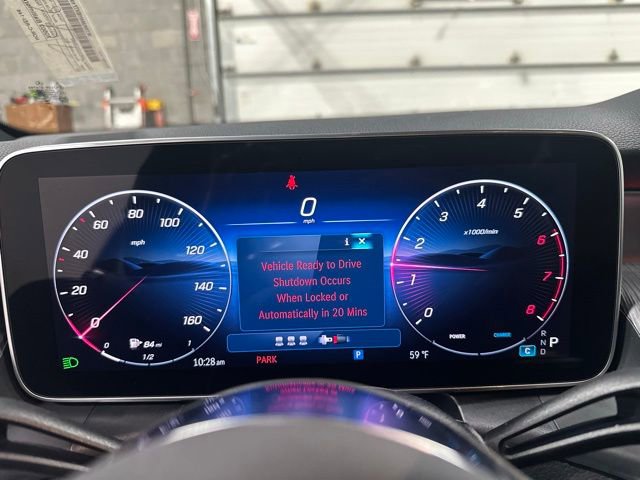 0
mph
60
80
100
40
mph
120
20
140
0
160
i ✕
Vehicle Ready to Drive
Shutdown Occurs
When Locked or
Automatically in 20 Mins
4
3
5
x1000/min
2
6
1
7
0
8
POWER
CHARGE
0
84 mi
1
1/2
10:28 am
PARK
P
59 °F
C
R
N
D
P